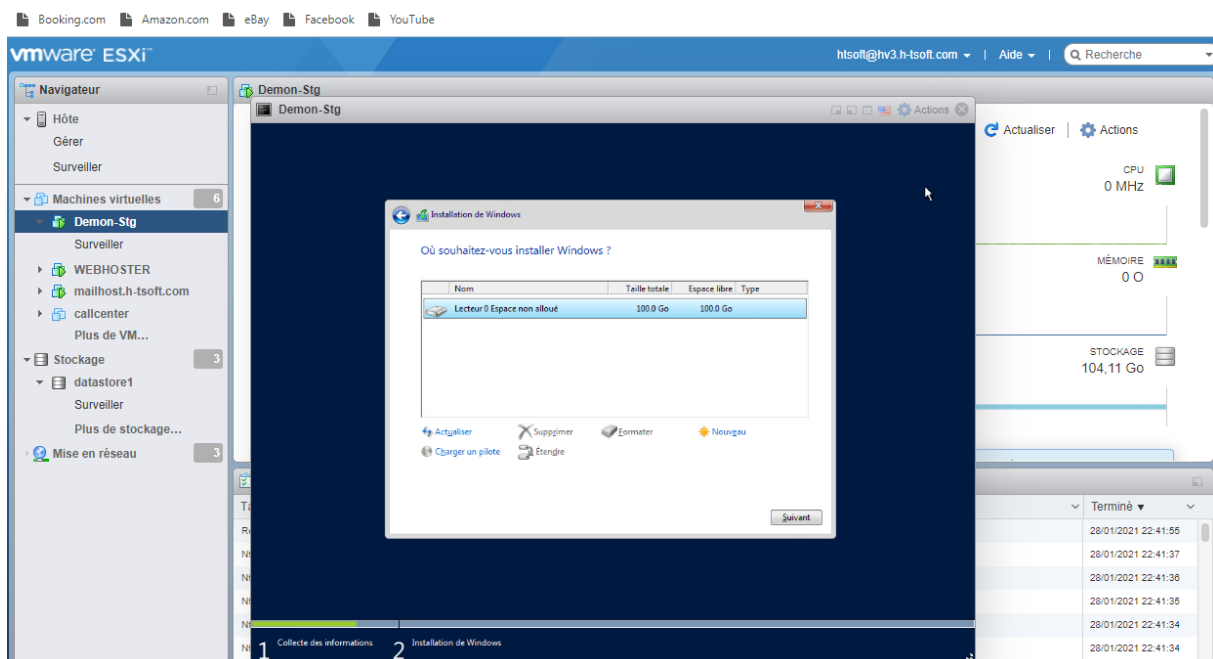 Booking.com Amazon.com eBay Facebook YouTube
vmware ESXi™ htsoft@hv3.h-tsoft.com | Aide | Recherche
Navigateur
Hôte
Gérer
Surveiller
Machines virtuelles 6
Demon-Stg
Surveiller
WEBHOSTER
mailhost.h-tsoft.com
callcenter
Plus de VM...
Stockage 3
datastore1
Surveiller
Plus de stockage...
Mise en réseau 3
Demon-Stg
Demon-Stg Actions
Actualiser | Actions
CPU
0 MHz
MÉMOIRE
0 O
STOCKAGE
104,11 Go
Installation de Windows
Où souhaitez-vous installer Windows ?
Nom Taille totale Espace libre Type
Lecteur 0 Espace non alloué 100.0 Go 100.0 Go
Actualiser Supprimer Formater Nouveau
Charger un pilote Étendre
Suivant
1 Collecte des informations 2 Installation de Windows
Terminé
28/01/2021 22:41:55
28/01/2021 22:41:37
28/01/2021 22:41:36
28/01/2021 22:41:35
28/01/2021 22:41:34
28/01/2021 22:41:34